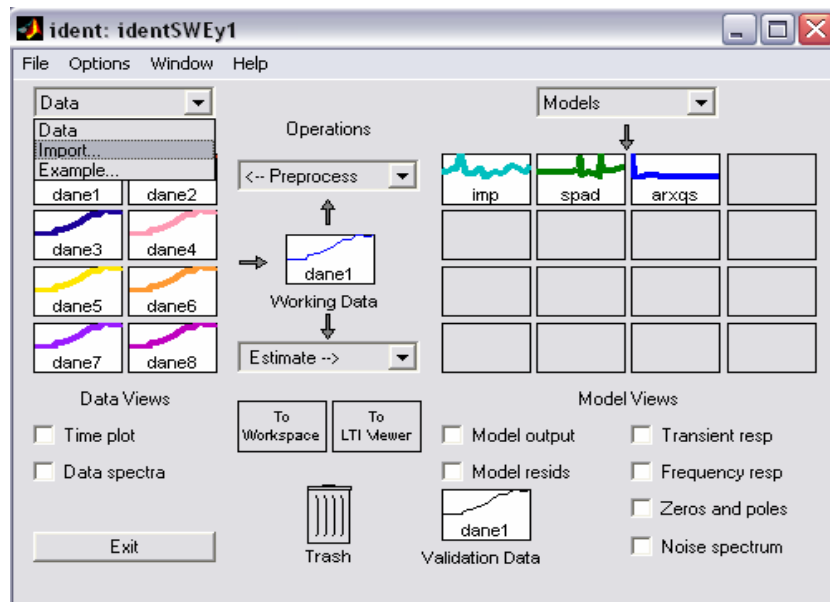 ident: identSWEy1
File Options Window Help
Data
Data
Import...
Example...
dane1 dane2
dane3 dane4
dane5 dane6
dane7 dane8
Operations
<-- Preprocess
dane1
Working Data
Estimate -->
Models
imp spad arxqs
Data Views
Time plot
Data spectra
Exit
To Workspace
To LTI Viewer
Trash
Model Views
Model output
Transient resp
Model resids
Frequency resp
Zeros and poles
Noise spectrum
dane1
Validation Data